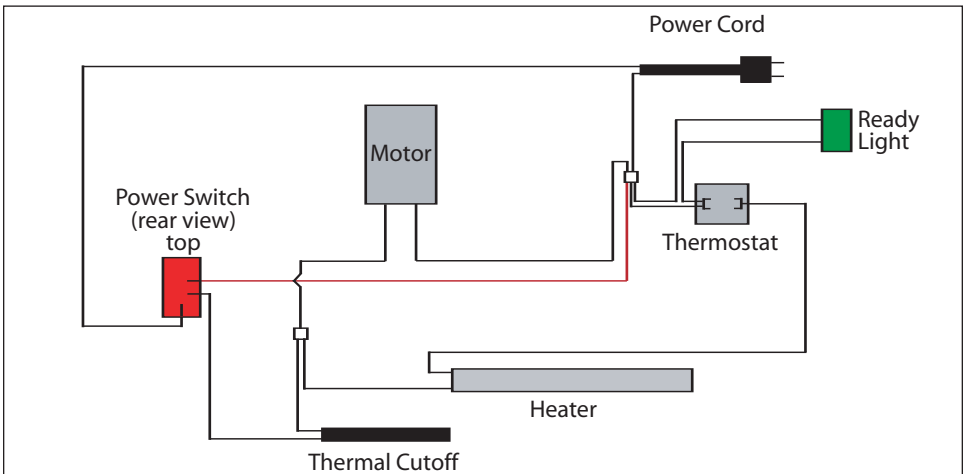 Power Cord
Ready
Light
Motor
Power Switch
(rear view)
top
Thermostat
Heater
Thermal Cutoff